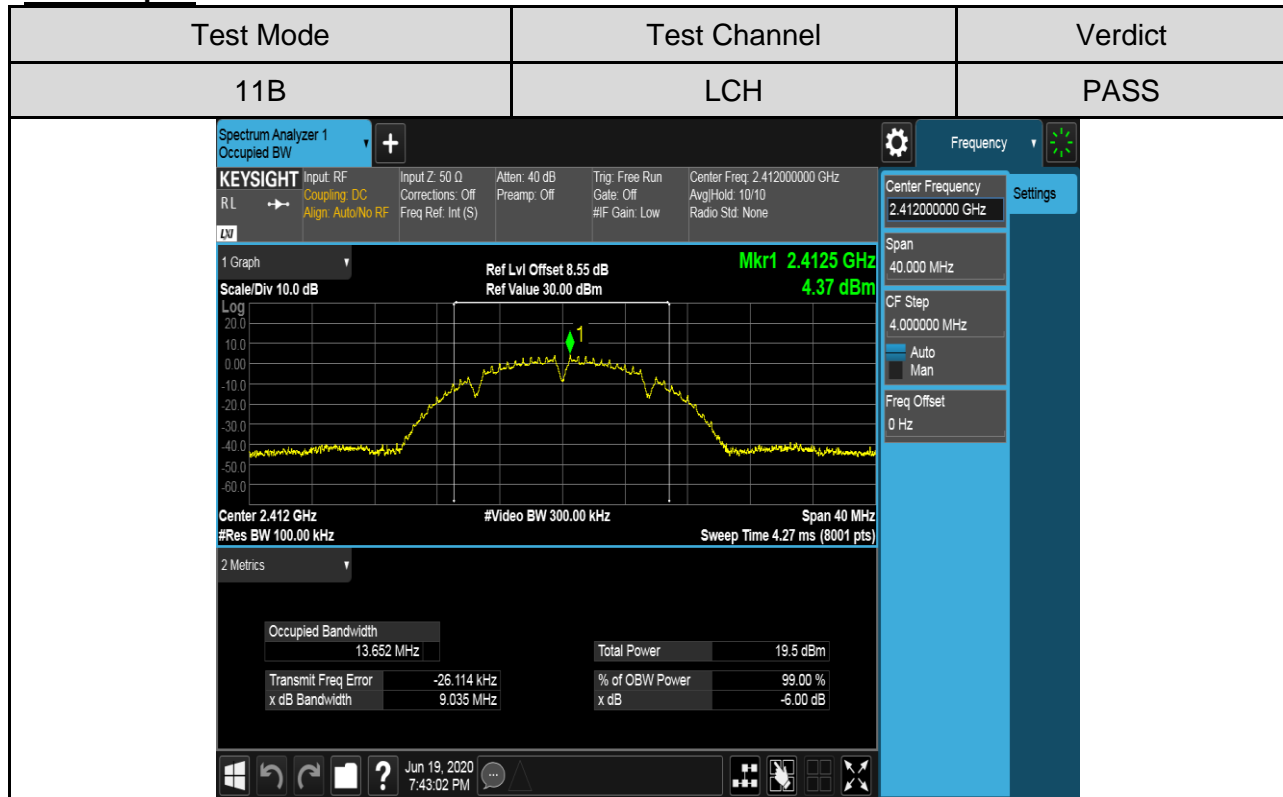 Test Mode Test Channel Verdict
11B LCH PASS
Spectrum Analyzer 1
Occupied BW
+
Frequency
KEYSIGHT
RL
LXI
Input: RF
Coupling: DC
Align: Auto/No RF
Input Z: 50 Ω
Corrections: Off
Freq Ref: Int (S)
Atten: 40 dB
Preamp: Off
Trig: Free Run
Gate: Off
#IF Gain: Low
Center Freq: 2.412000000 GHz
Avg|Hold: 10/10
Radio Std: None
Center Frequency
2.412000000 GHz
Settings
Span
40.000 MHz
CF Step
4.000000 MHz
Auto
Man
Freq Offset
0 Hz
1 Graph
Scale/Div 10.0 dB
Ref Lvl Offset 8.55 dB
Ref Value 30.00 dBm
Mkr1 2.4125 GHz
4.37 dBm
Log
20.0
10.0
0.00
-10.0
-20.0
-30.0
-40.0
-50.0
-60.0
1
Center 2.412 GHz
#Res BW 100.00 kHz
#Video BW 300.00 kHz
Span 40 MHz
Sweep Time 4.27 ms (8001 pts)
2 Metrics
Occupied Bandwidth
13.652 MHz
Total Power 19.5 dBm
Transmit Freq Error -26.114 kHz
% of OBW Power 99.00 %
x dB Bandwidth 9.035 MHz
x dB -6.00 dB
?
Jun 19, 2020
7:43:02 PM